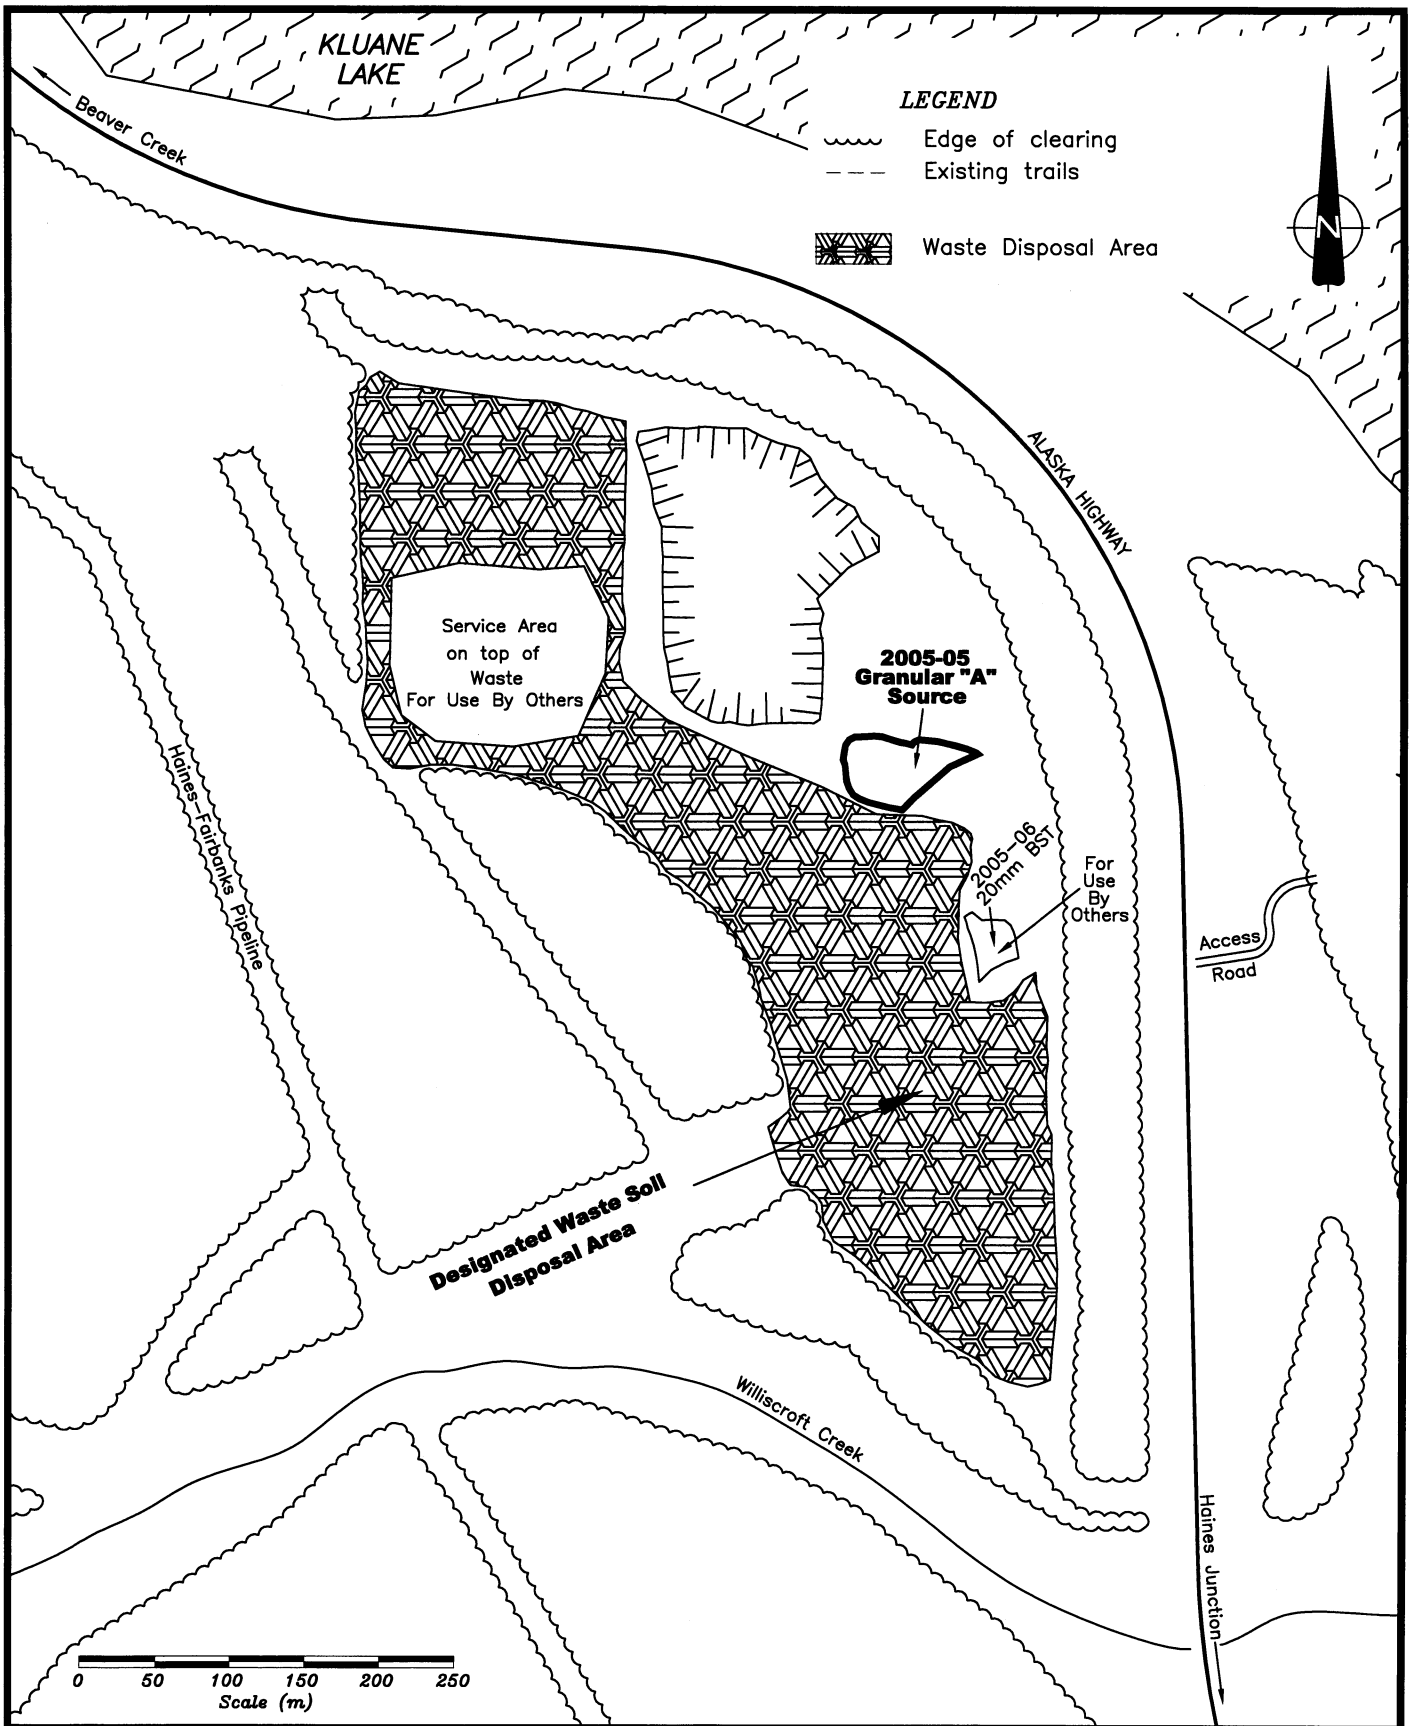 KLUANE
LAKE
Beaver Creek
LEGEND
Edge of clearing
Existing trails
Waste Disposal Area
N
ALASKA HIGHWAY
Service Area
on top of
Waste
For Use By Others
2005-05
Granular "A"
Source
Haines-Fairbanks Pipeline
2005-06
20mm BST
For
Use
By
Others
Access
Road
Designated Waste Soil
Disposal Area
Williscroft Creek
Haines Junction
0 50 100 150 200 250
Scale (m)